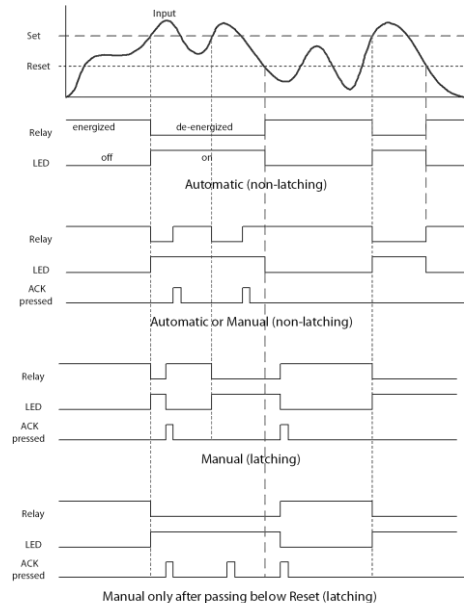 Input
Set
Reset
Relay energized de-energized
LED off on
Automatic (non-latching)
Relay
LED
ACK
pressed
Automatic or Manual (non-latching)
Relay
LED
ACK
pressed
Manual (latching)
Relay
LED
ACK
pressed
Manual only after passing below Reset (latching)